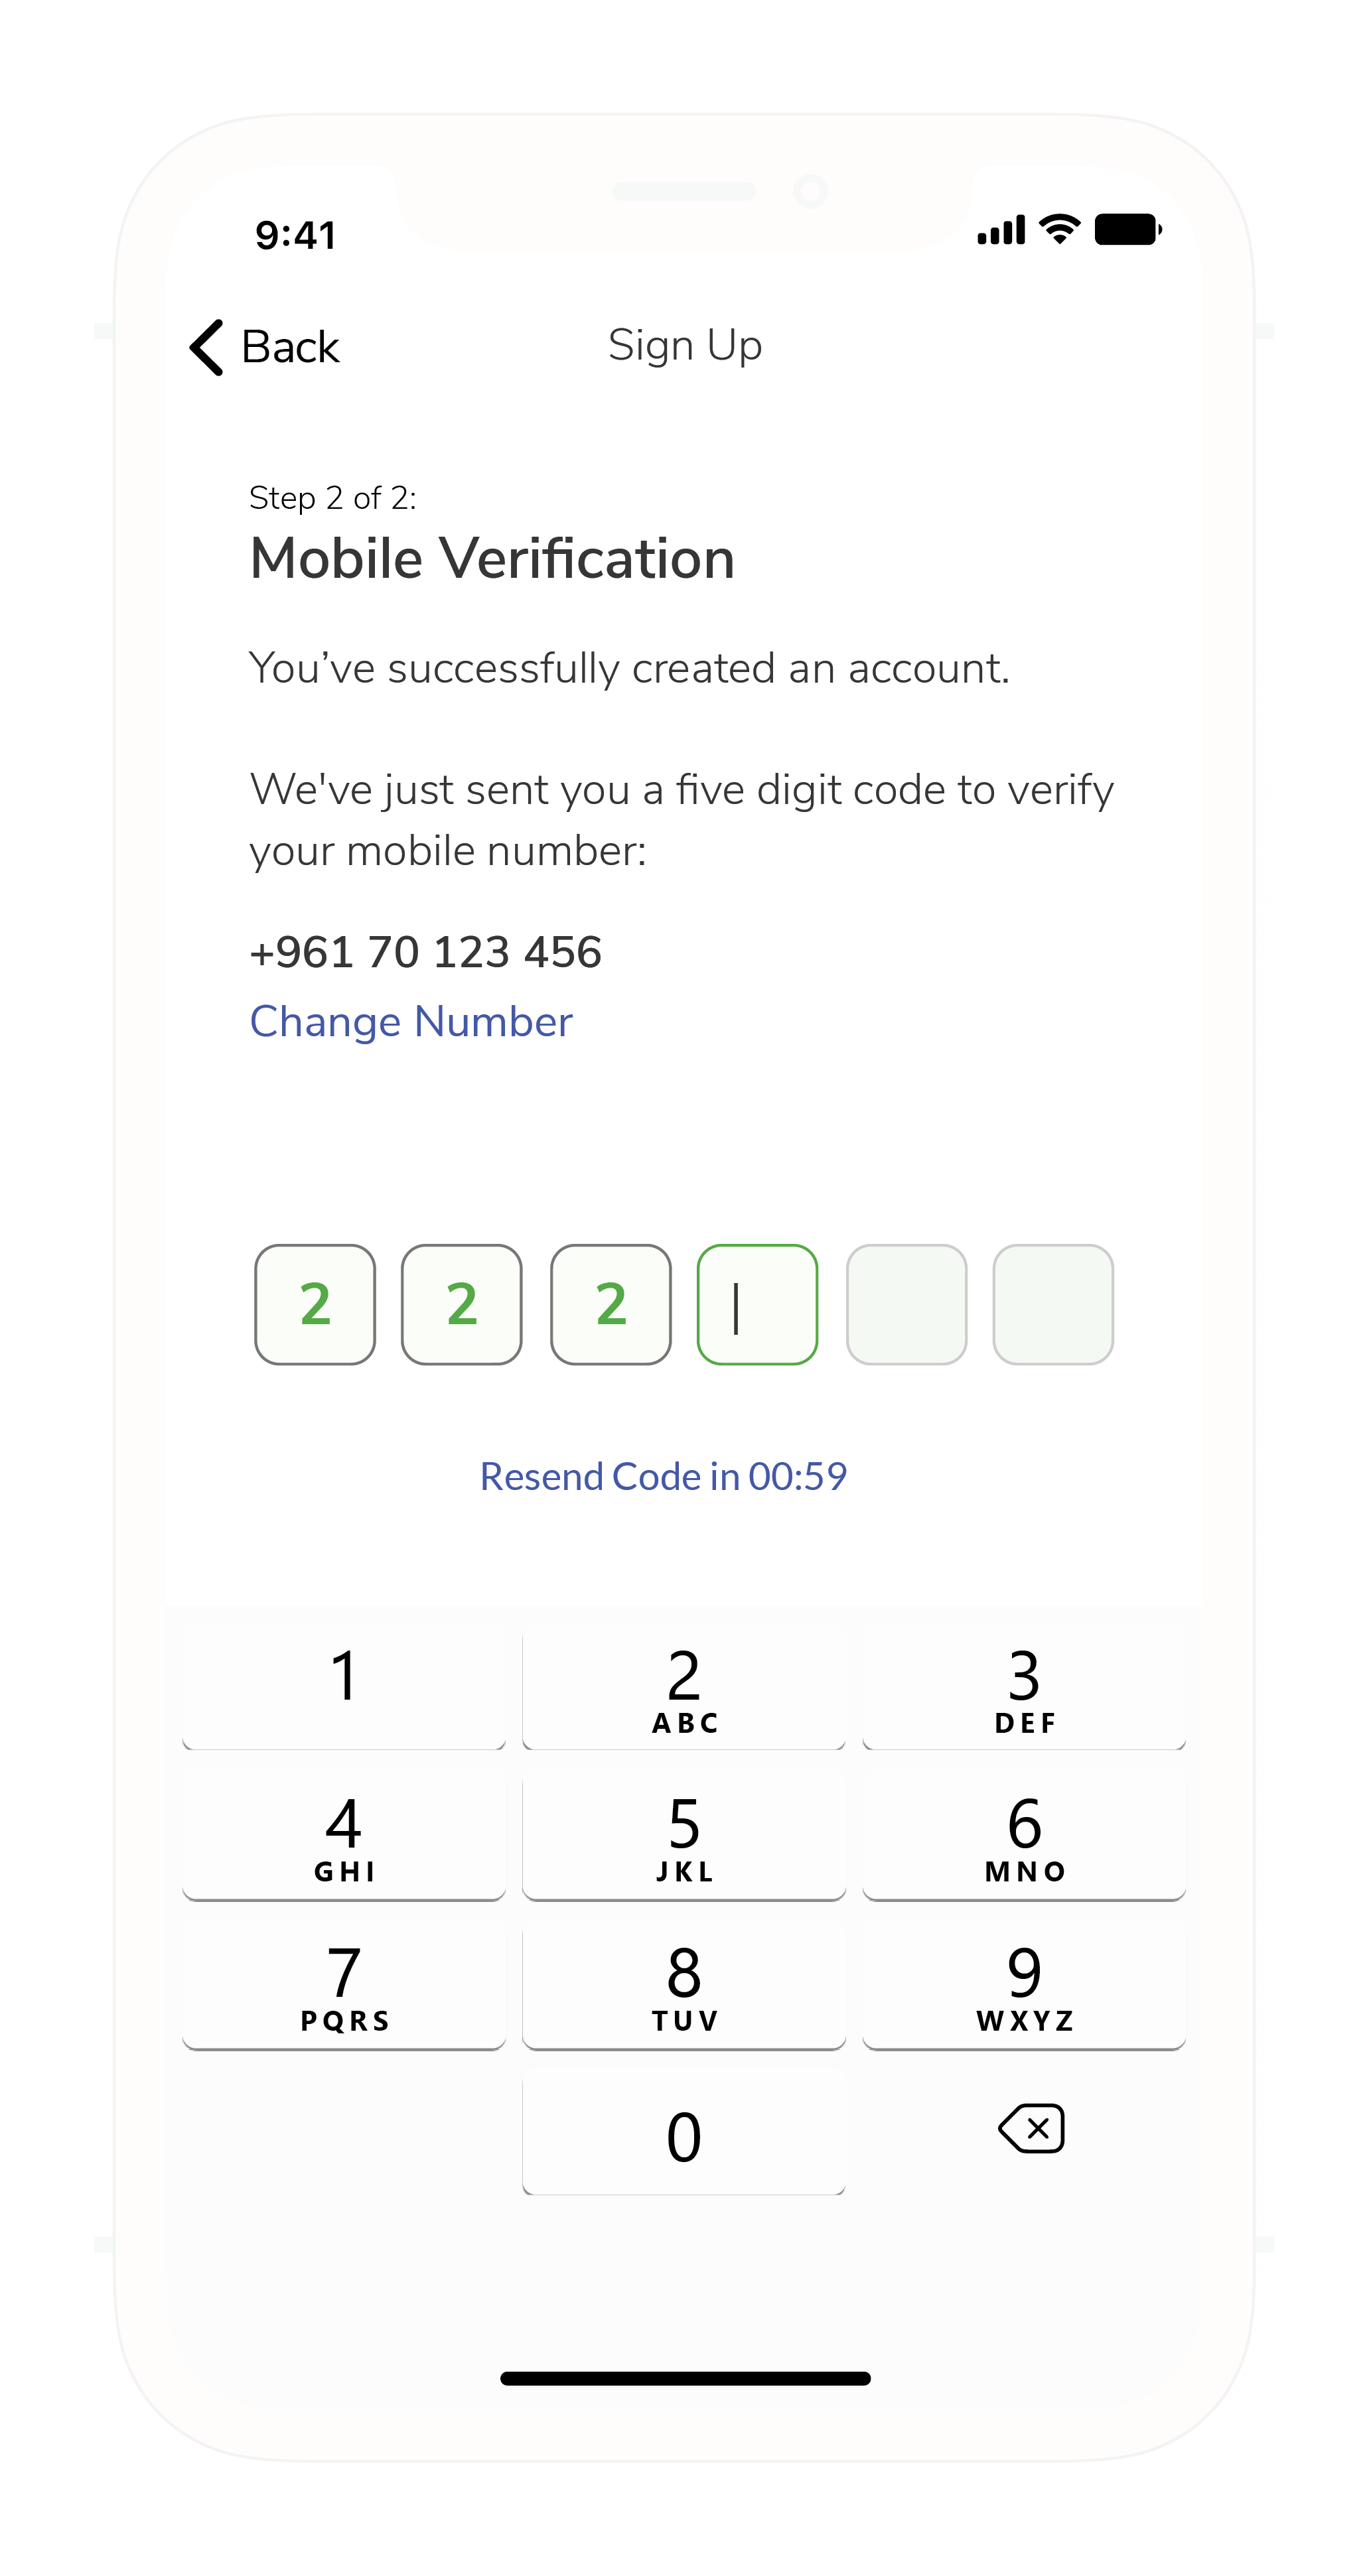 9:41
Back
Sign Up
Step 2 of 2:
Mobile Verification
You’ve successfully created an account.
We've just sent you a five digit code to verify
your mobile number:
+961 70 123 456
Change Number
2 2 2
Resend Code in 00:59
1 2 3
ABC DEF
4 5 6
GHI JKL MNO
7 8 9
PQRS TUV WXYZ
0